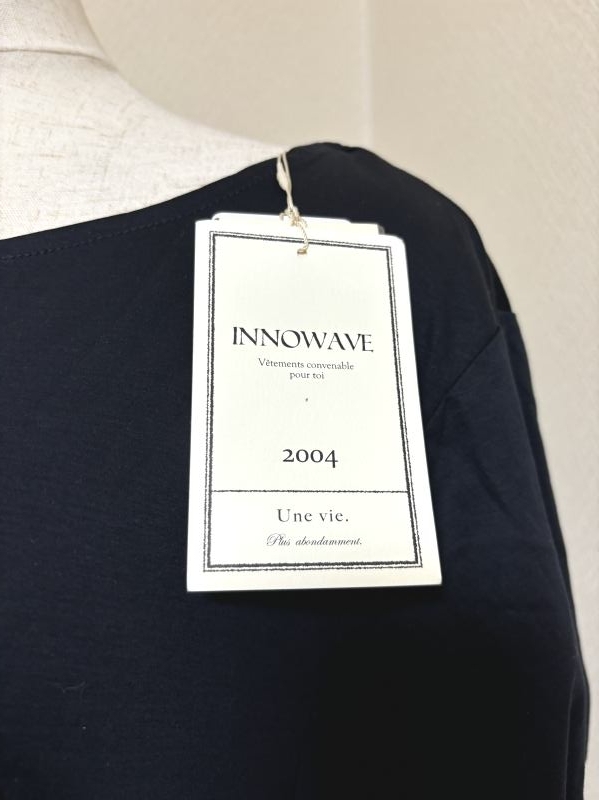 INNOWAVE
Vêtements convenable
pour toi
2004
Une vie.
Plus abondamment.